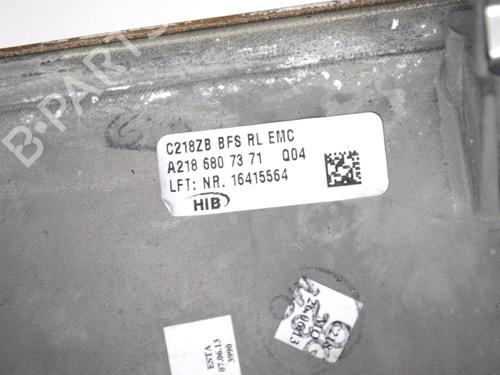 B-PARTS
C218ZB BFS RL EMC
A218 680 73 71 Q04
LFT: NR. 16415564
HIB
ESTA
07.06.13
3990
C218